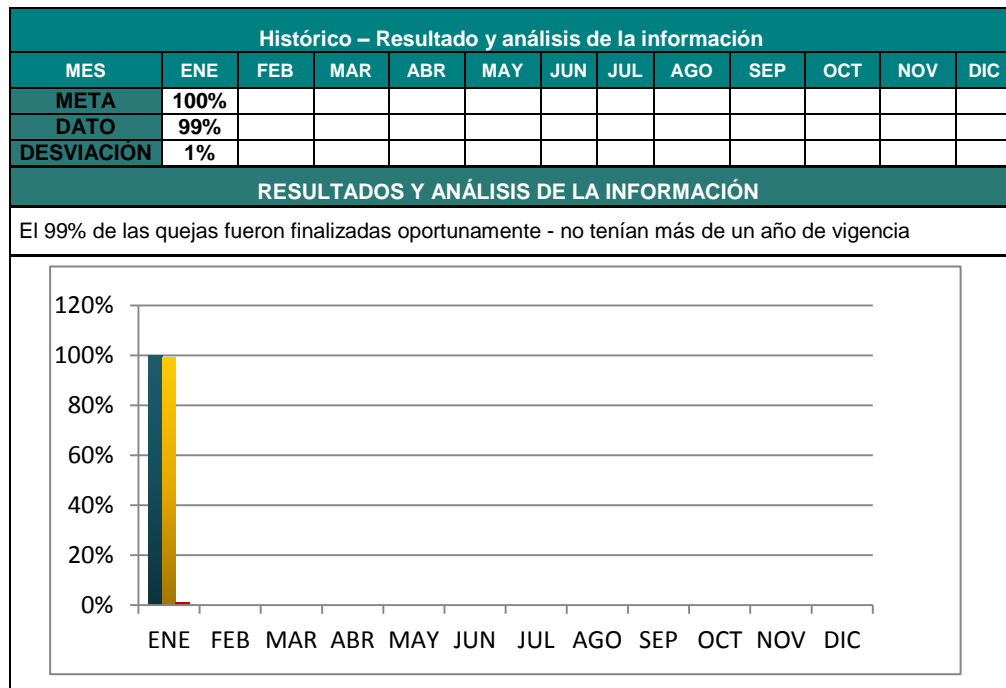 Histórico – Resultado y análisis de la información
MES ENE FEB MAR ABR MAY JUN JUL AGO SEP OCT NOV DIC
META 100%
DATO 99%
DESVIACIÓN 1%
RESULTADOS Y ANÁLISIS DE LA INFORMACIÓN
El 99% de las quejas fueron finalizadas oportunamente - no tenían más de un año de vigencia
120%
100%
80%
60%
40%
20%
0%
ENE FEB MAR ABR MAY JUN JUL AGO SEP OCT NOV DIC